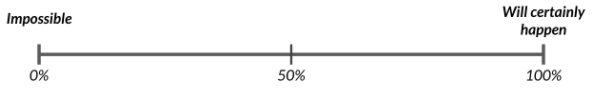 Impossible
Will certainly
happen
0%
50%
100%